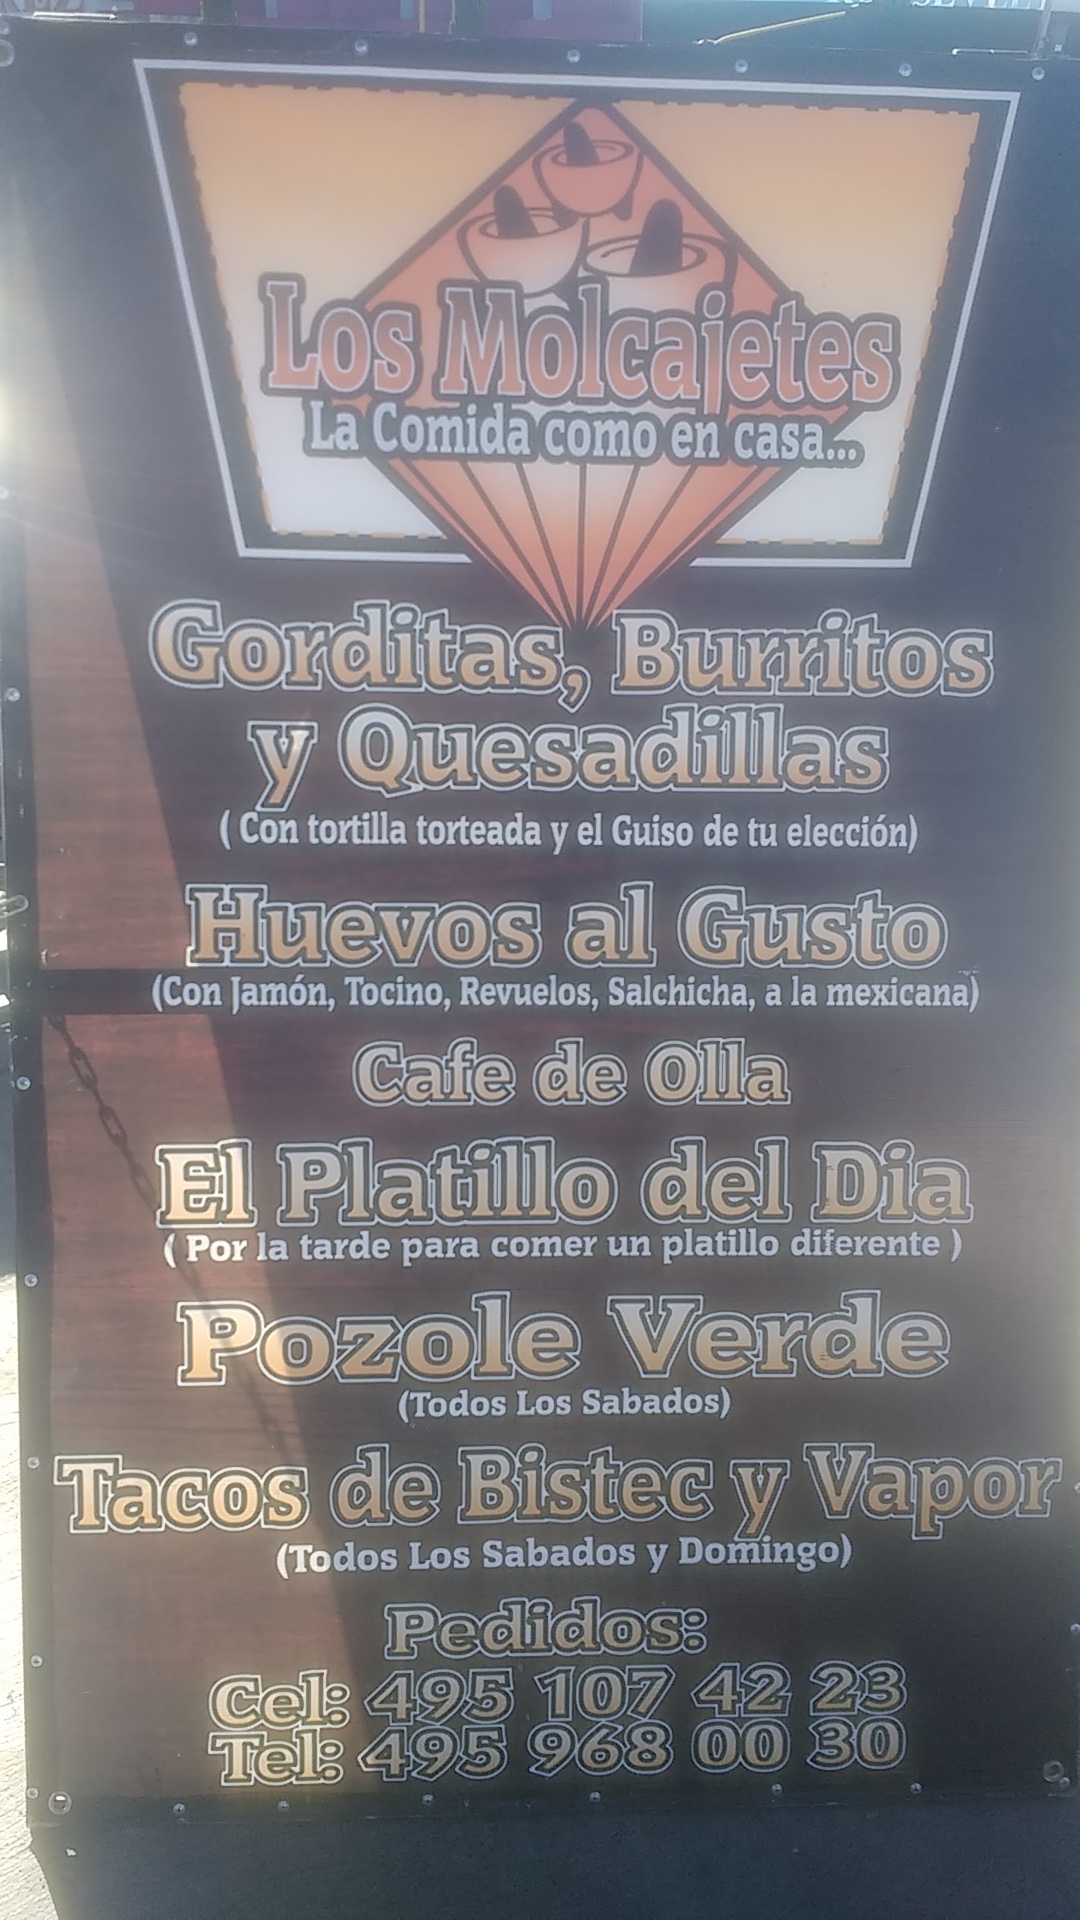 Los Molcajetes
La Comida como en casa...
Gorditas, Burritos
y Quesadillas
( Con tortilla torteada y el Guiso de tu elección)
Huevos al Gusto
(Con Jamón, Tocino, Revuelos, Salchicha, a la mexicana)
Cafe de Olla
El Platillo del Dia
( Por la tarde para comer un platillo diferente )
Pozole Verde
(Todos Los Sabados)
Tacos de Bistec y Vapor
(Todos Los Sabados y Domingo)
Pedidos:
Cel: 495 107 42 23
Tel: 495 968 00 30